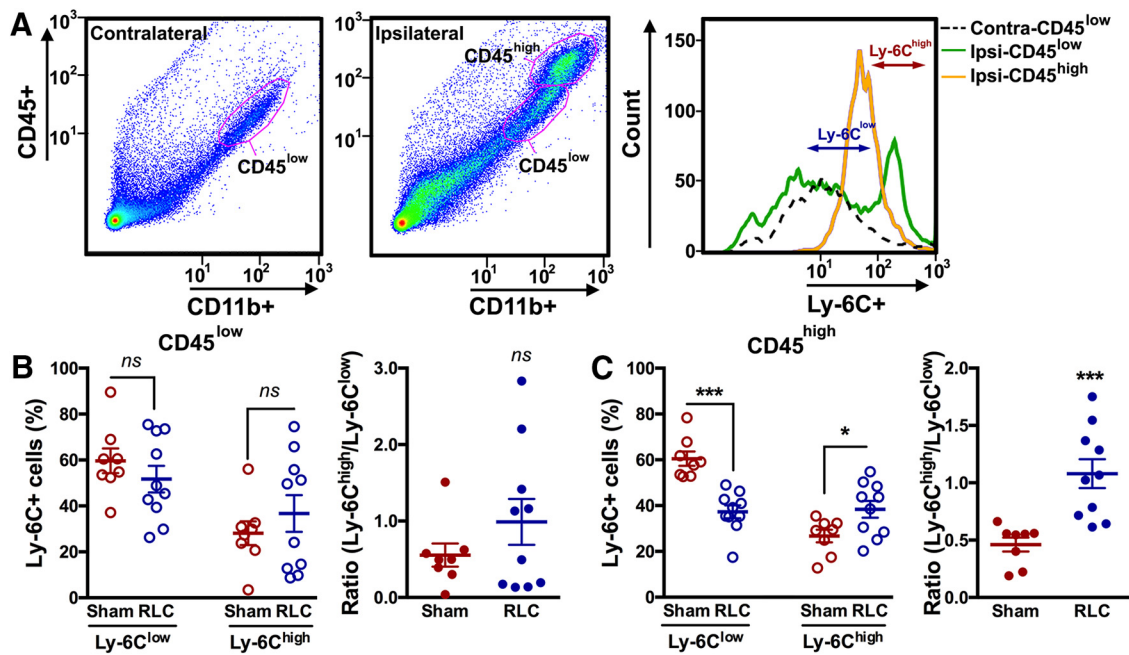 A
Contralateral
CD45+
10³
10²
10¹
CD45low
10¹ 10² 10³
CD11b+
Ipsilateral
CD45high
10³
10²
10¹
CD45low
10¹ 10² 10³
CD11b+
Count
150
100
50
0
Ly-6Chigh
Ly-6Clow
10¹ 10² 10³
Ly-6C+
Contra-CD45low
Ipsi-CD45low
Ipsi-CD45high
B
CD45low
Ly-6C+ cells (%)
100
80
60
40
20
0
ns
ns
Sham RLC Sham RLC
Ly-6Clow Ly-6Chigh
Ratio (Ly-6Chigh/Ly-6Clow)
3.0
2.0
1.0
0.0
ns
Sham RLC
C
CD45high
Ly-6C+ cells (%)
100
80
60
40
20
0
***
*
Sham RLC Sham RLC
Ly-6Clow Ly-6Chigh
Ratio (Ly-6Chigh/Ly-6Clow)
2.0
1.5
1.0
0.5
0.0
***
Sham RLC